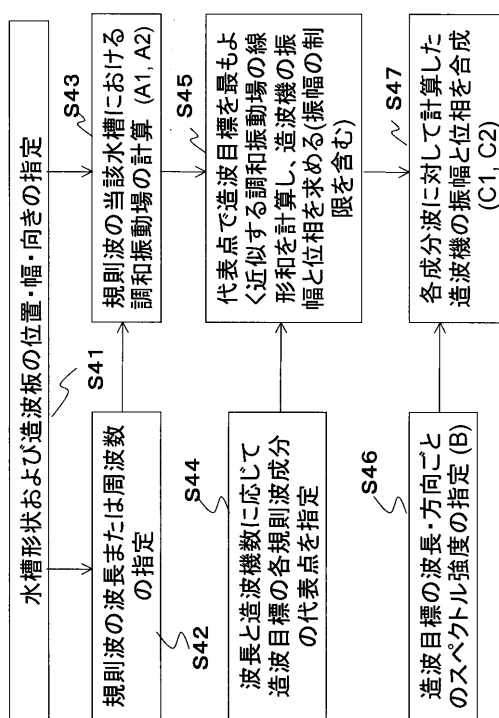 水槽形状および造波板の位置・幅・向きの指定
S41
規則波の波長または周波数
の指定
S42
規則波の当該水槽における
調和振動場の計算 (A1, A2)
S43
波長と造波機数に応じて
造波目標の各規則波成分
の代表点を指定
S44
代表点で造波目標を最もよ
く近似する調和振動場の線
形和を計算し、造波機の振
幅と位相を求める(振幅の制
限を含む)
S45
造波目標の波長・方向ごと
のスペクトル強度の指定 (B)
S46
各成分波に対して計算した
造波機の振幅と位相を合成
(C1, C2)
S47